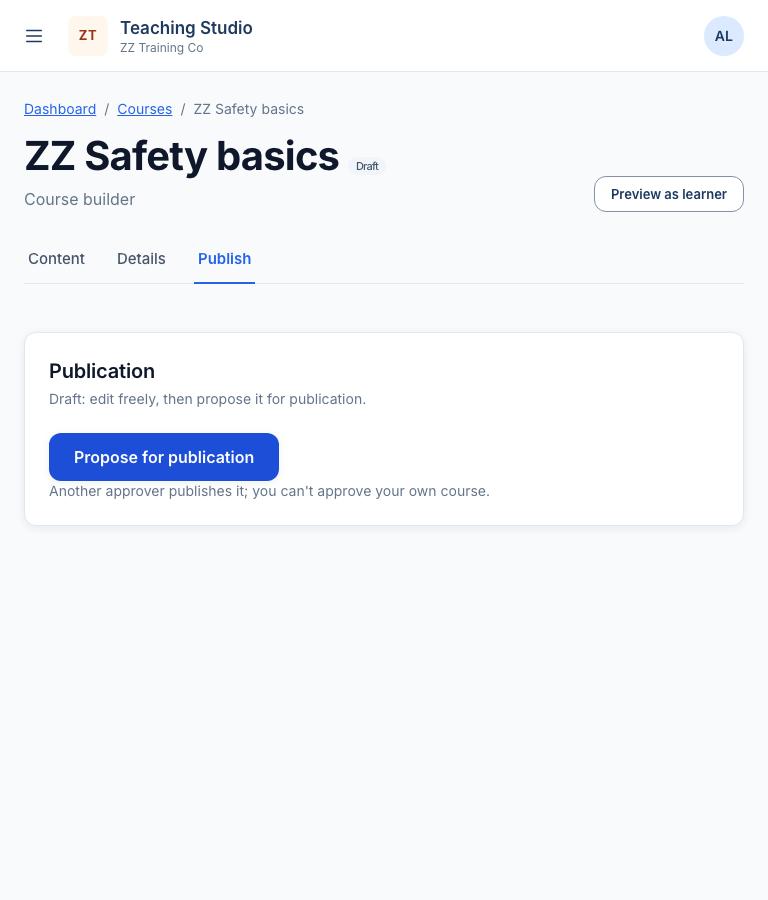 ZT
Teaching Studio
ZZ Training Co
AL
Dashboard / Courses / ZZ Safety basics
ZZ Safety basics
Draft
Course builder
Preview as learner
Content Details Publish
Publication
Draft: edit freely, then propose it for publication.
Propose for publication
Another approver publishes it; you can't approve your own course.